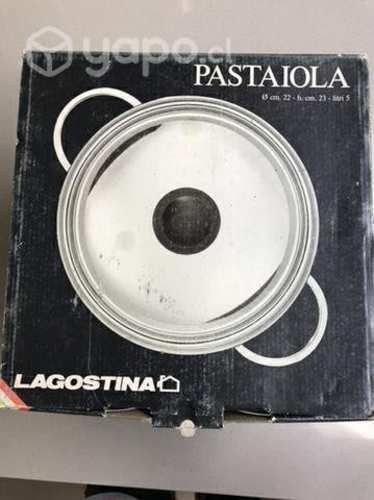 yapo.cl
PASTAIOLA
Ø cm. 22 - h. cm. 23 - litri 5
LAGOSTINA